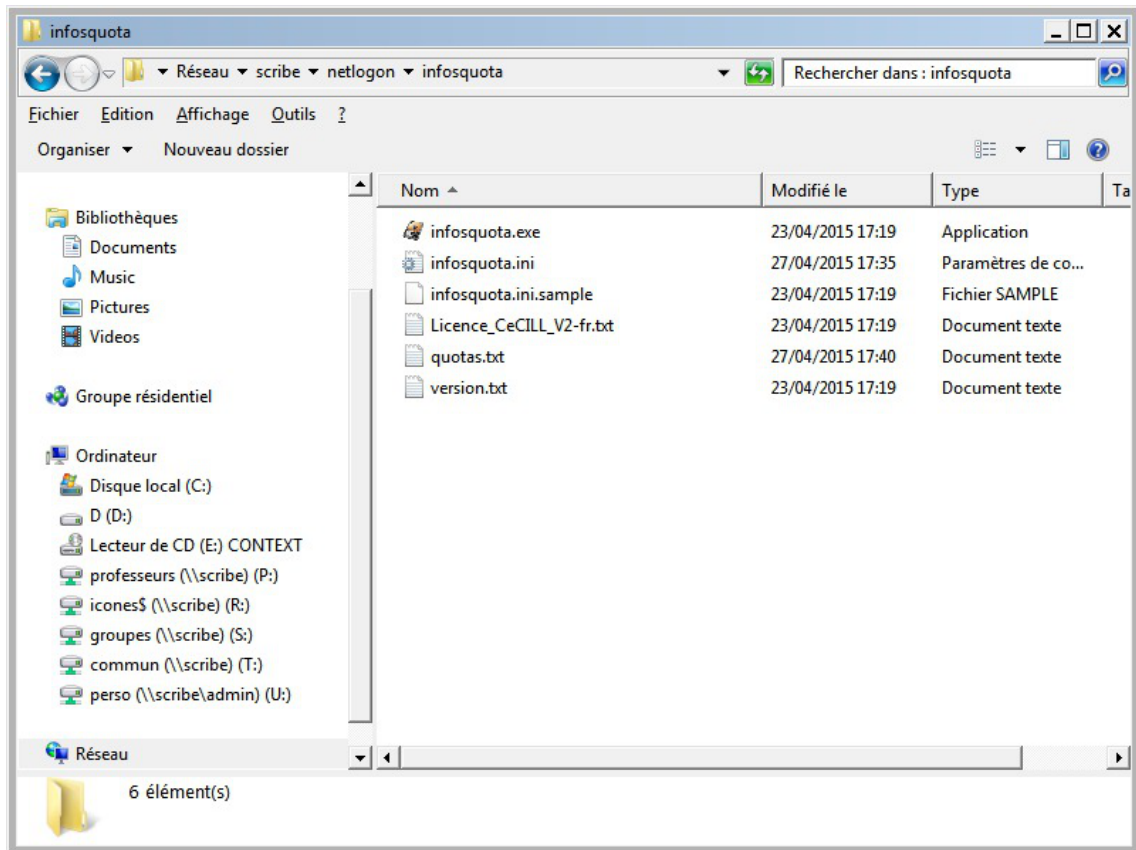 infosquota
Réseau scribe netlogon infosquota Rechercher dans : infosquota
Fichier Edition Affichage Outils ?
Organiser Nouveau dossier
Bibliothèques
Documents
Music
Pictures
Videos
Groupe résidentiel
Ordinateur
Disque local (C:)
D (D:)
Lecteur de CD (E:) CONTEXT
professeurs (\\scribe) (P:)
icones$ (\\scribe) (R:)
groupes (\\scribe) (S:)
commun (\\scribe) (T:)
perso (\\scribe\admin) (U:)
Réseau
Nom Modifié le Type Ta
infosquota.exe 23/04/2015 17:19 Application
infosquota.ini 27/04/2015 17:35 Paramètres de co...
infosquota.ini.sample 23/04/2015 17:19 Fichier SAMPLE
Licence_CeCILL_V2-fr.txt 23/04/2015 17:19 Document texte
quotas.txt 27/04/2015 17:40 Document texte
version.txt 23/04/2015 17:19 Document texte
6 élément(s)